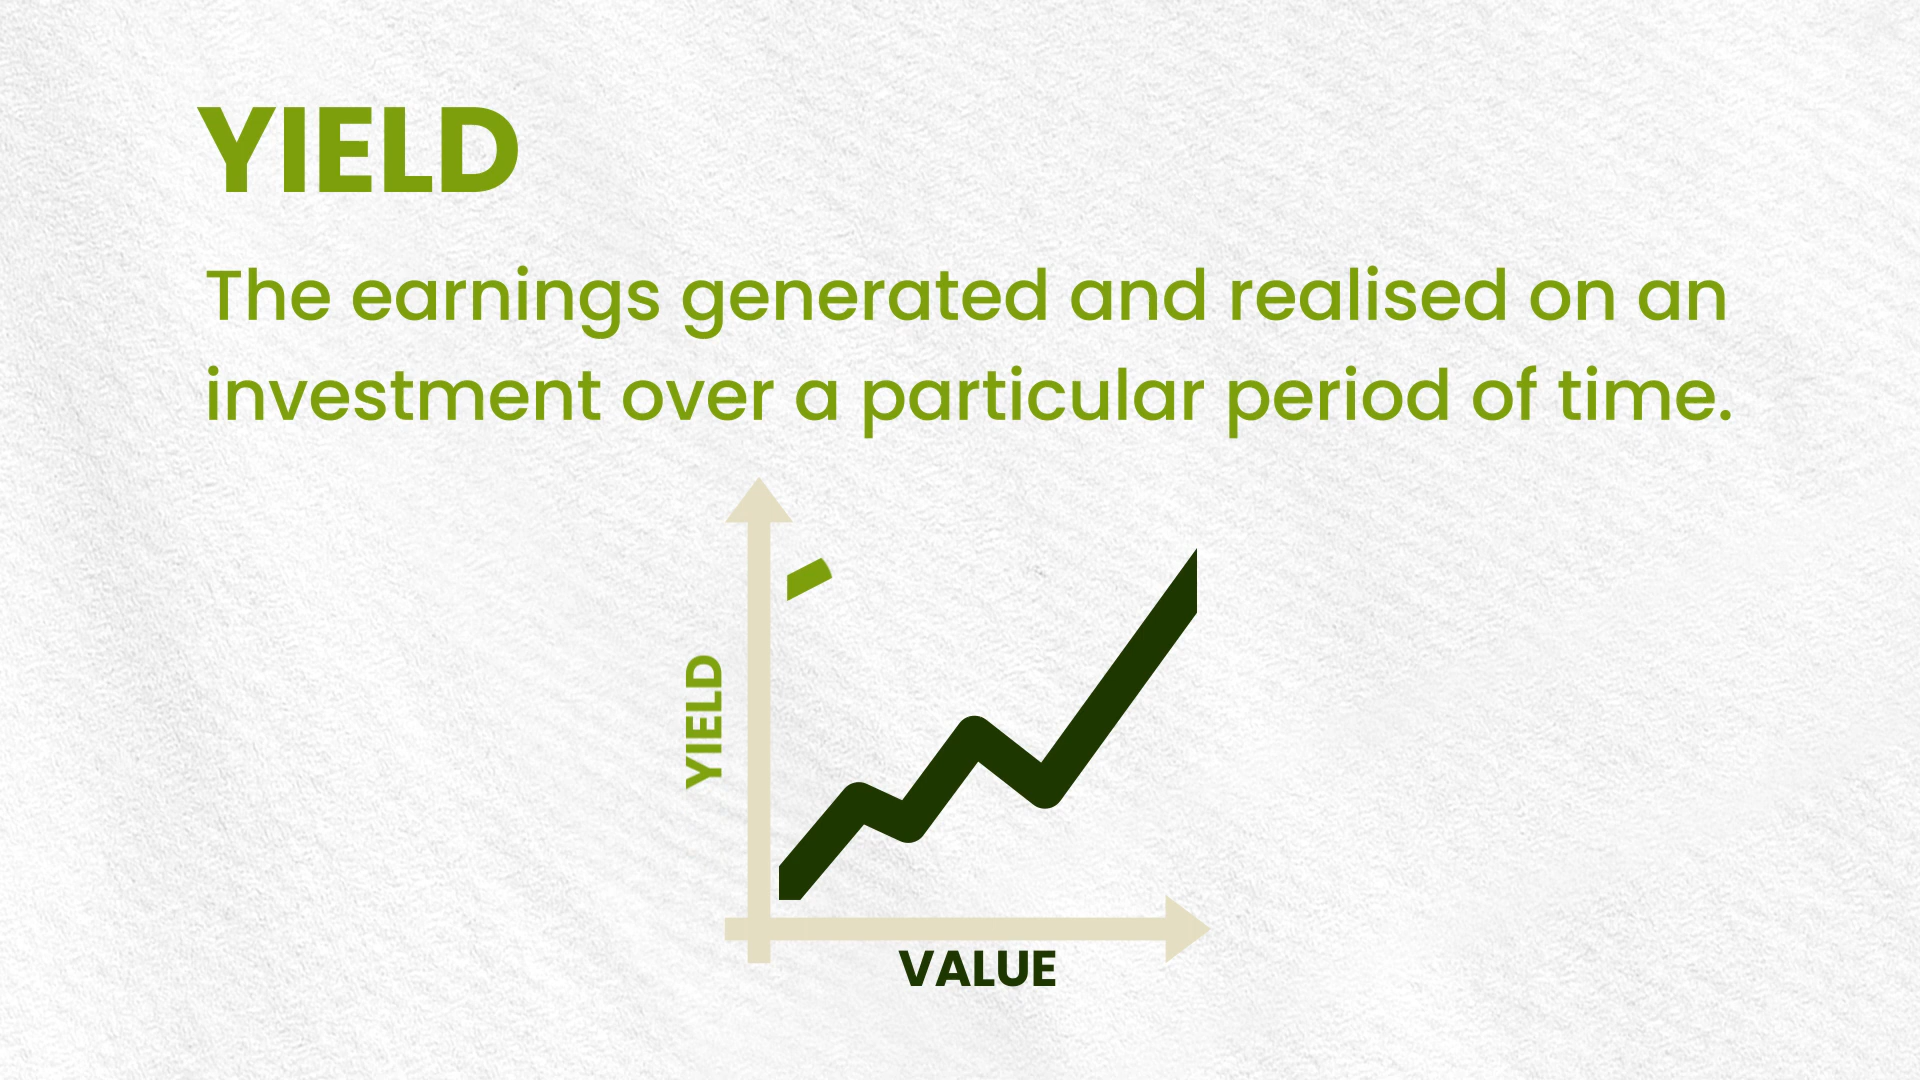 YIELD
The earnings generated and realised on an
investment over a particular period of time.
YIELD
VALUE